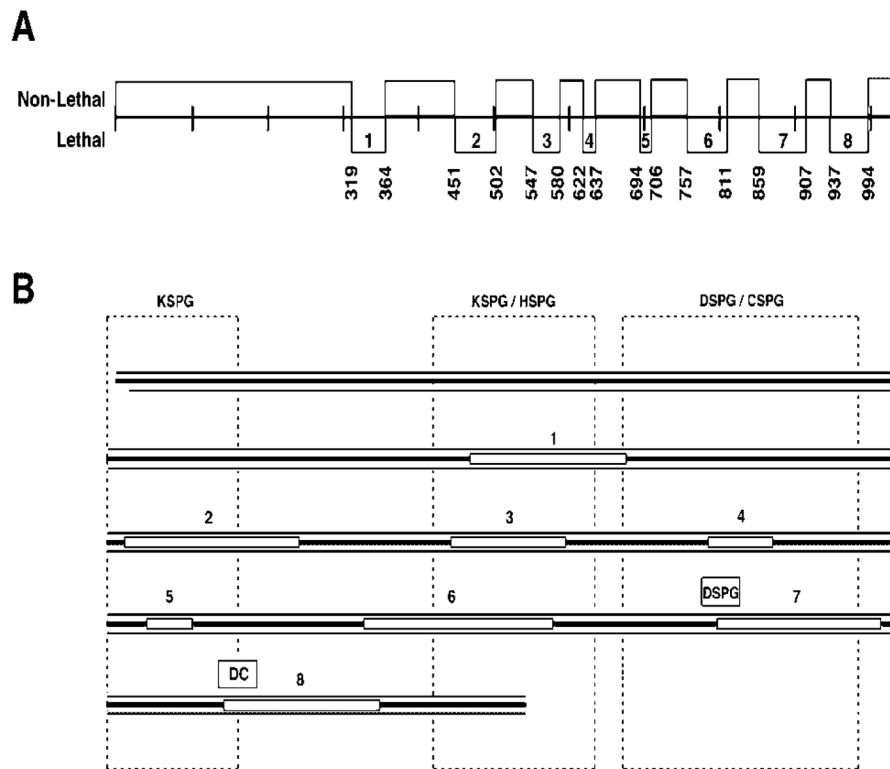 A
Non-Lethal
Lethal
1 2 3 4 5 6 7 8
319 364 451 502 547 580 622 637 694 706 757 811 859 907 937 994
B
KSPG KSPG / HSPG DSPG / CSPG
1
2 3 4
DSPG
5 6 7
DC
8